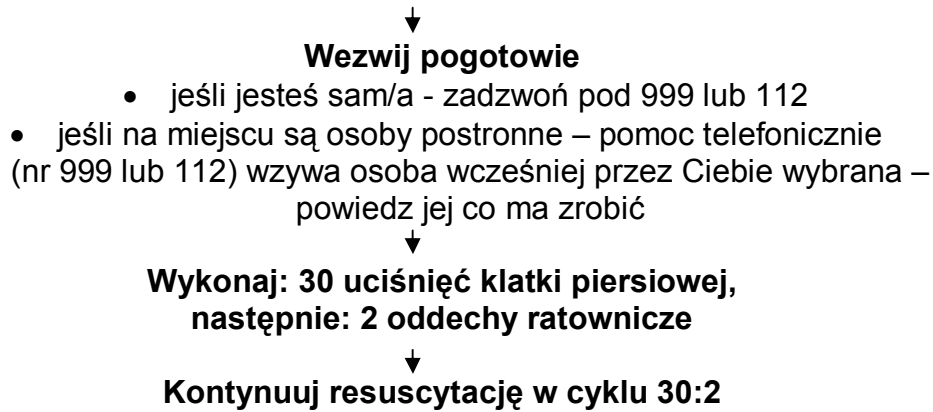 Wezwij pogotowie
• jeśli jesteś sam/a - zadzwoń pod 999 lub 112
• jeśli na miejscu są osoby postronne – pomoc telefonicznie
(nr 999 lub 112) wzywa osoba wcześniej przez Ciebie wybrana –
powiedz jej co ma zrobić
Wykonaj: 30 uciśnięć klatki piersiowej,
następnie: 2 oddechy ratownicze
Kontynuuj resuscytację w cyklu 30:2